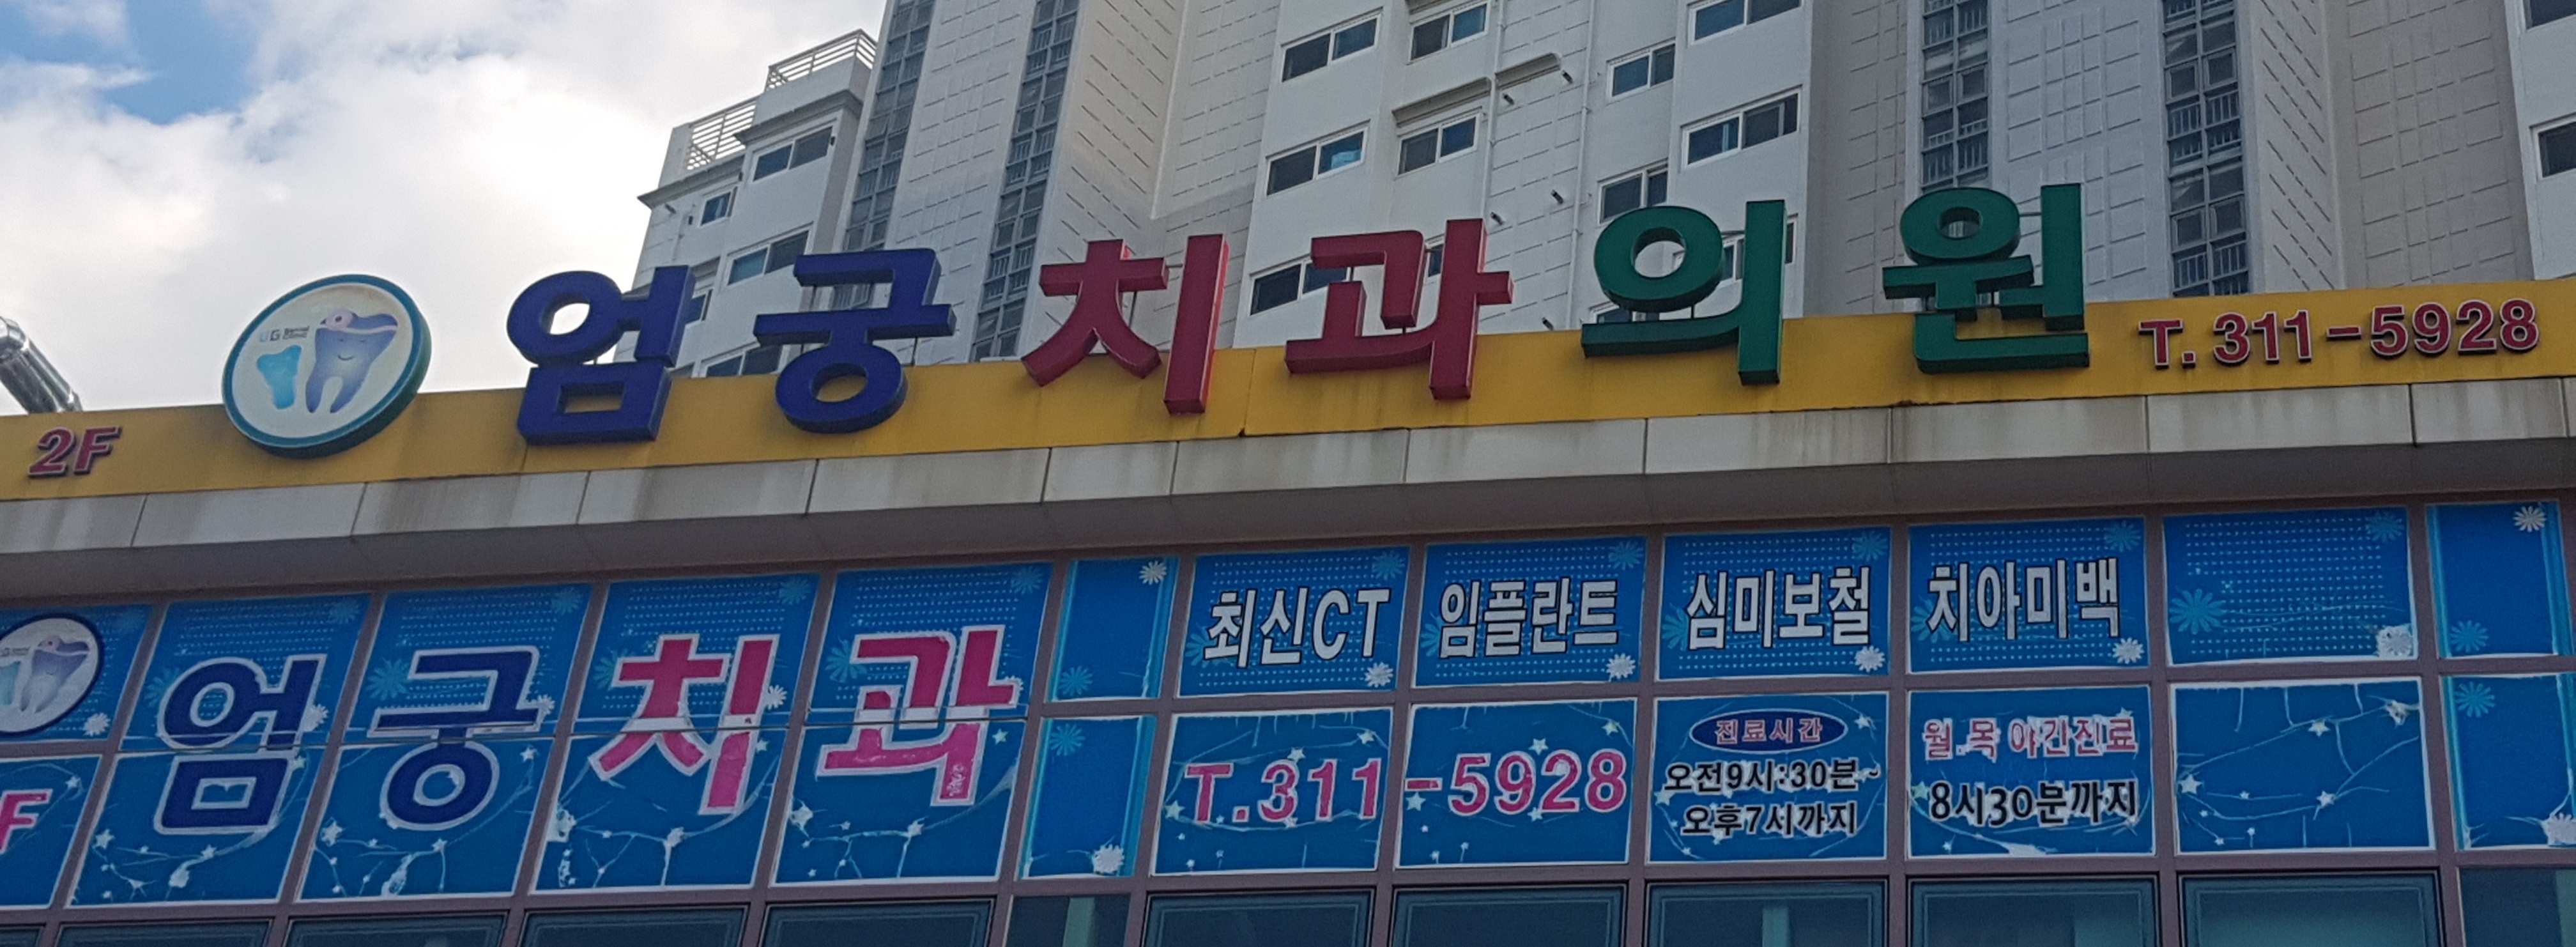 2F
엄궁치과의원
T. 311-5928
엄궁치과
최신CT
임플란트
심미보철
치아미백
T.311-5928
진료시간
오전9시:30분~
오후7시까지
월.목 야간진료
8시30분까지
F